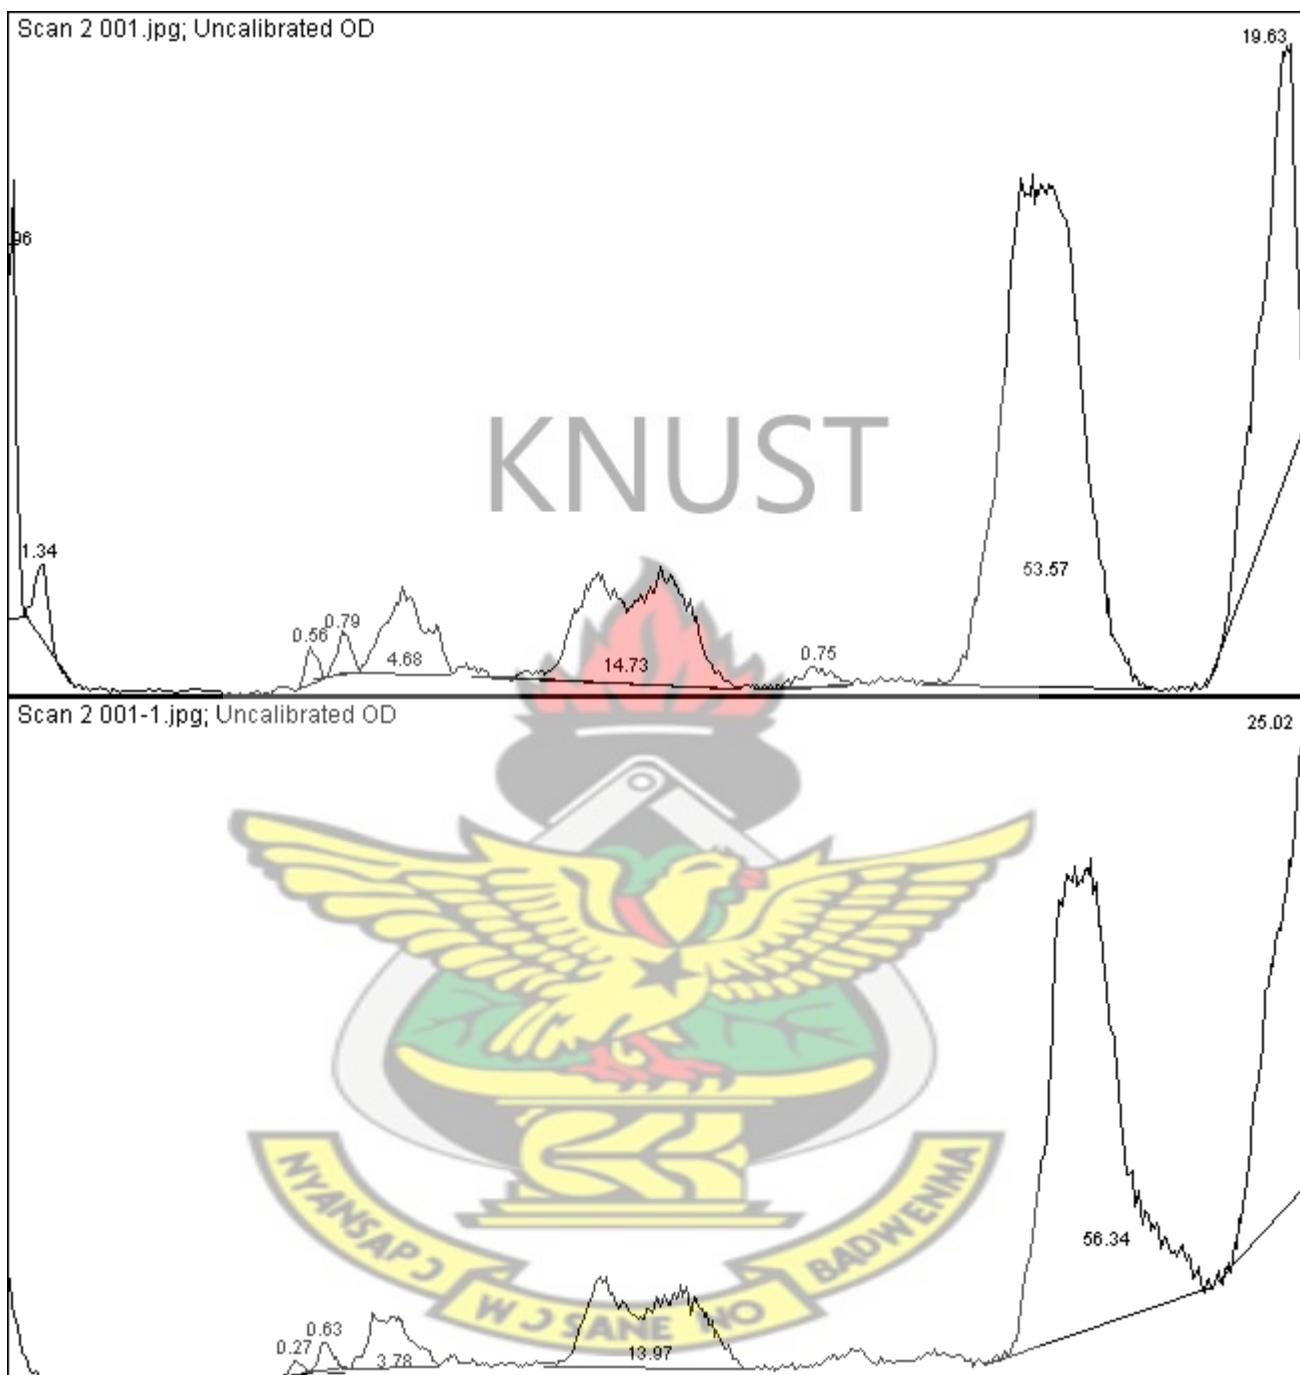 Scan 2 001.jpg; Uncalibrated OD
19.63
96
1.34
0.56
0.79
4.68
14.73
0.75
53.57
KNUST
Scan 2 001-1.jpg; Uncalibrated OD
25.02
0.27
0.63
3.78
13.97
56.34
NYANSAPƆ
WƆSANE NO
BADWENMA